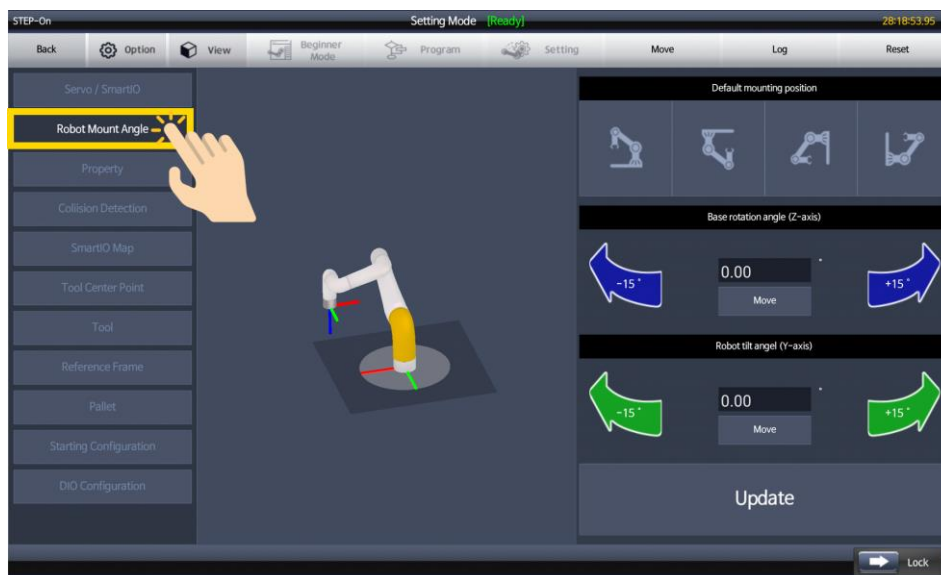 STEP-On
Setting Mode [Ready]
28:18:53.95
Back
Option
View
Beginner
Mode
Program
Setting
Move
Log
Reset
Servo / SmartIO
Robot Mount Angle
Property
Collision Detection
SmartIO Map
Tool Center Point
Tool
Reference Frame
Pallet
Starting Configuration
DIO Configuration
Default mounting position
Base rotation angle (Z-axis)
-15 °
0.00 °
Move
+15 °
Robot tilt angel (Y-axis)
-15 °
0.00 °
Move
+15 °
Update
Lock